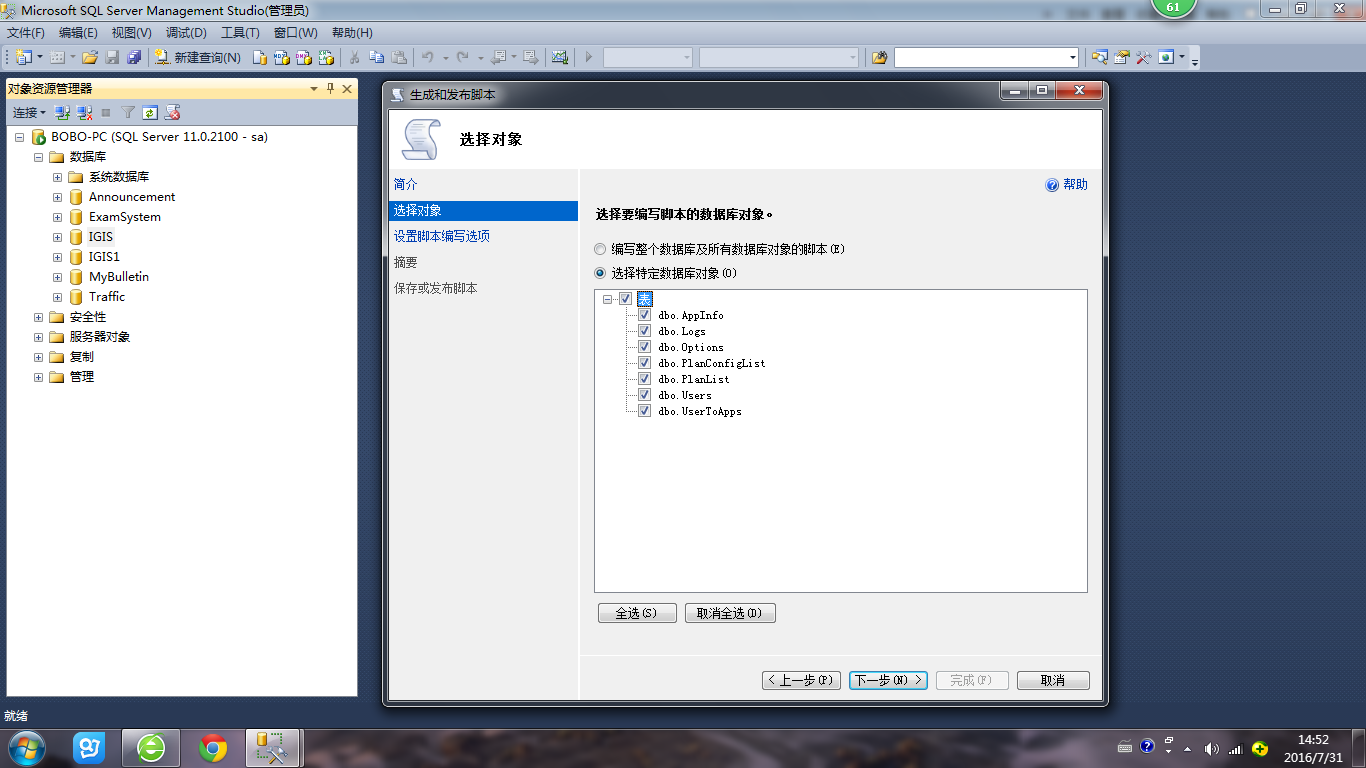 Microsoft SQL Server Management Studio(管理员)
61
文件(F) 编辑(E) 视图(V) 调试(D) 工具(T) 窗口(W) 帮助(H)
新建查询(N)
对象资源管理器
连接
BOBO-PC (SQL Server 11.0.2100 - sa)
数据库
系统数据库
Announcement
ExamSystem
IGIS
IGIS1
MyBulletin
Traffic
安全性
服务器对象
复制
管理
生成和发布脚本
选择对象
简介
选择对象
设置脚本编写选项
摘要
保存或发布脚本
帮助
选择要编写脚本的数据库对象。
编写整个数据库及所有数据库对象的脚本(E)
选择特定数据库对象(O)
表
dbo.AppInfo
dbo.Logs
dbo.Options
dbo.PlanConfigList
dbo.PlanList
dbo.Users
dbo.UserToApps
全选(S) 取消全选(D)
< 上一步(P) 下一步(N) > 完成(F) 取消
就绪
14:52
2016/7/31